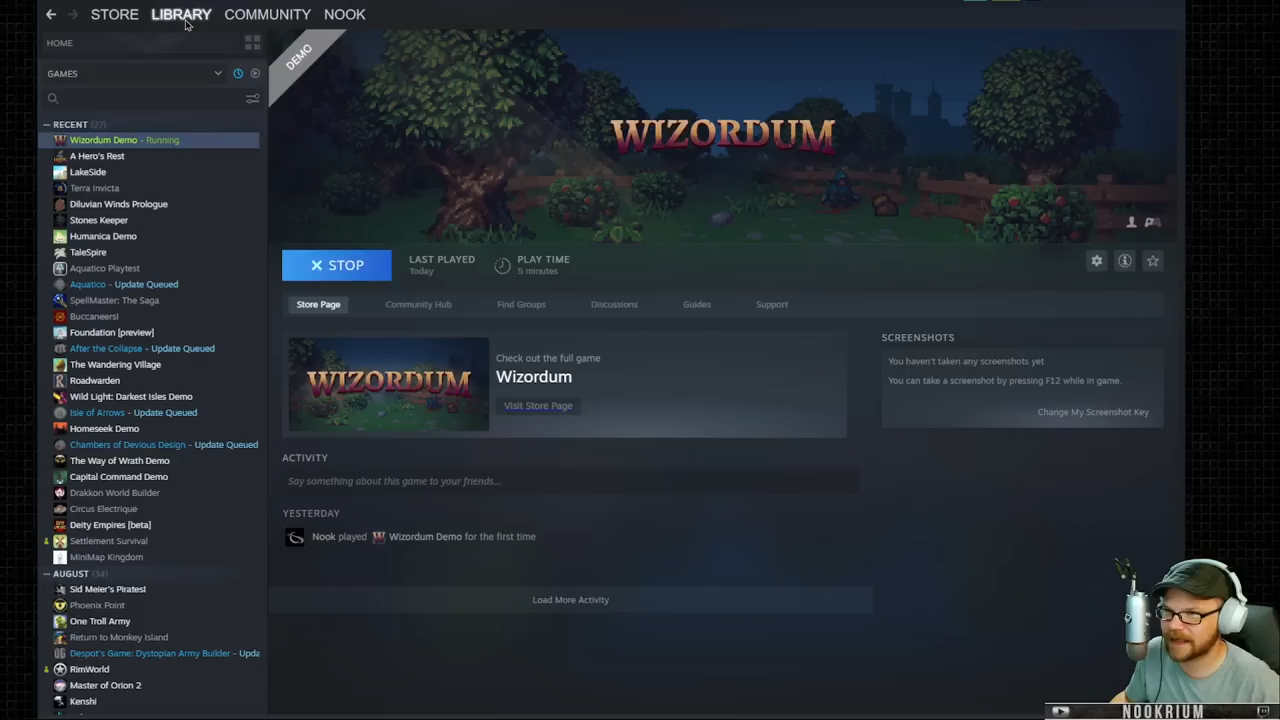 STORE LIBRARY COMMUNITY NOOK
HOME
GAMES
RECENT (27)
Wizordum Demo - Running
A Hero's Rest
LakeSide
Terra Invicta
Diluvian Winds Prologue
Stones Keeper
Humanica Demo
TaleSpire
Aquatico Playtest
Aquatico - Update Queued
SpellMaster: The Saga
Buccaneers!
Foundation [preview]
After the Collapse - Update Queued
The Wandering Village
Roadwarden
Wild Light: Darkest Isles Demo
Isle of Arrows - Update Queued
Homeseek Demo
Chambers of Devious Design - Update Queued
The Way of Wrath Demo
Capital Command Demo
Drakkon World Builder
Circus Electrique
Deity Empires [beta]
Settlement Survival
MiniMap Kingdom
AUGUST (34)
Sid Meier's Pirates!
Phoenix Point
One Troll Army
Return to Monkey Island
Despot's Game: Dystopian Army Builder - Upda
RimWorld
Master of Orion 2
Kenshi
DEMO
WIZORDUM
STOP
LAST PLAYED
Today
PLAY TIME
5 minutes
Store Page Community Hub Find Groups Discussions Guides Support
WIZORDUM
Check out the full game
Wizordum
Visit Store Page
SCREENSHOTS
You haven't taken any screenshots yet
You can take a screenshot by pressing F12 while in game.
Change My Screenshot Key
ACTIVITY
Say something about this game to your friends...
YESTERDAY
Nook played Wizordum Demo for the first time
Load More Activity
NOOKRIUM